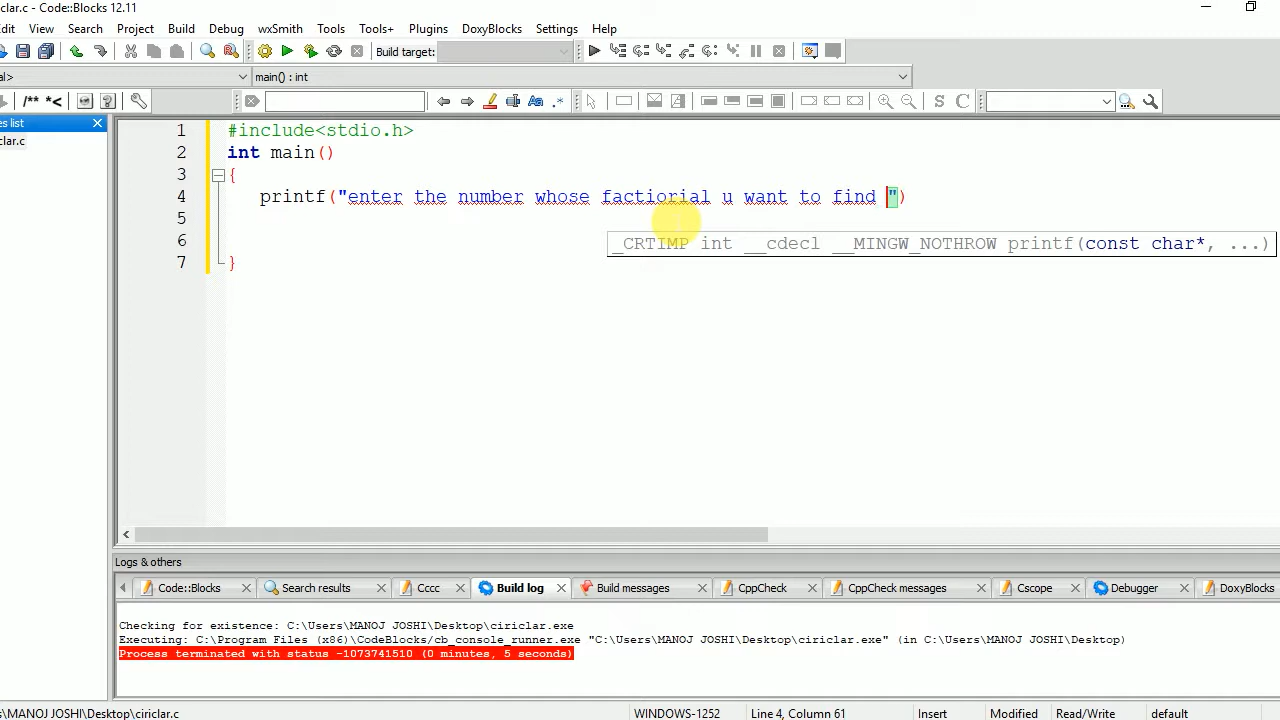 riclar.c - Code::Blocks 12.11
Edit View Search Project Build Debug wxSmith Tools Tools+ Plugins DoxyBlocks Settings Help
Build target:
al> main() : int
/** *<
Aa .* S C
es list
clar.c
1 #include<stdio.h>
2 int main()
3 {
4 printf("enter the number whose factiorial u want to find ")
5
6 _CRTIMP int __cdecl __MINGW_NOTHROW printf(const char*, ...)
7 }
Logs & others
Code::Blocks Search results Cccc Build log Build messages CppCheck CppCheck messages Cscope Debugger DoxyBlocks
Checking for existence: C:\Users\MANOJ JOSHI\Desktop\ciriclar.exe
Executing: C:\Program Files (x86)\CodeBlocks/cb_console_runner.exe "C:\Users\MANOJ JOSHI\Desktop\ciriclar.exe" (in C:\Users\MANOJ JOSHI\Desktop)
Process terminated with status -1073741510 (0 minutes, 5 seconds)
s\MANOJ JOSHI\Desktop\ciriclar.c WINDOWS-1252 Line 4, Column 61 Insert Modified Read/Write default